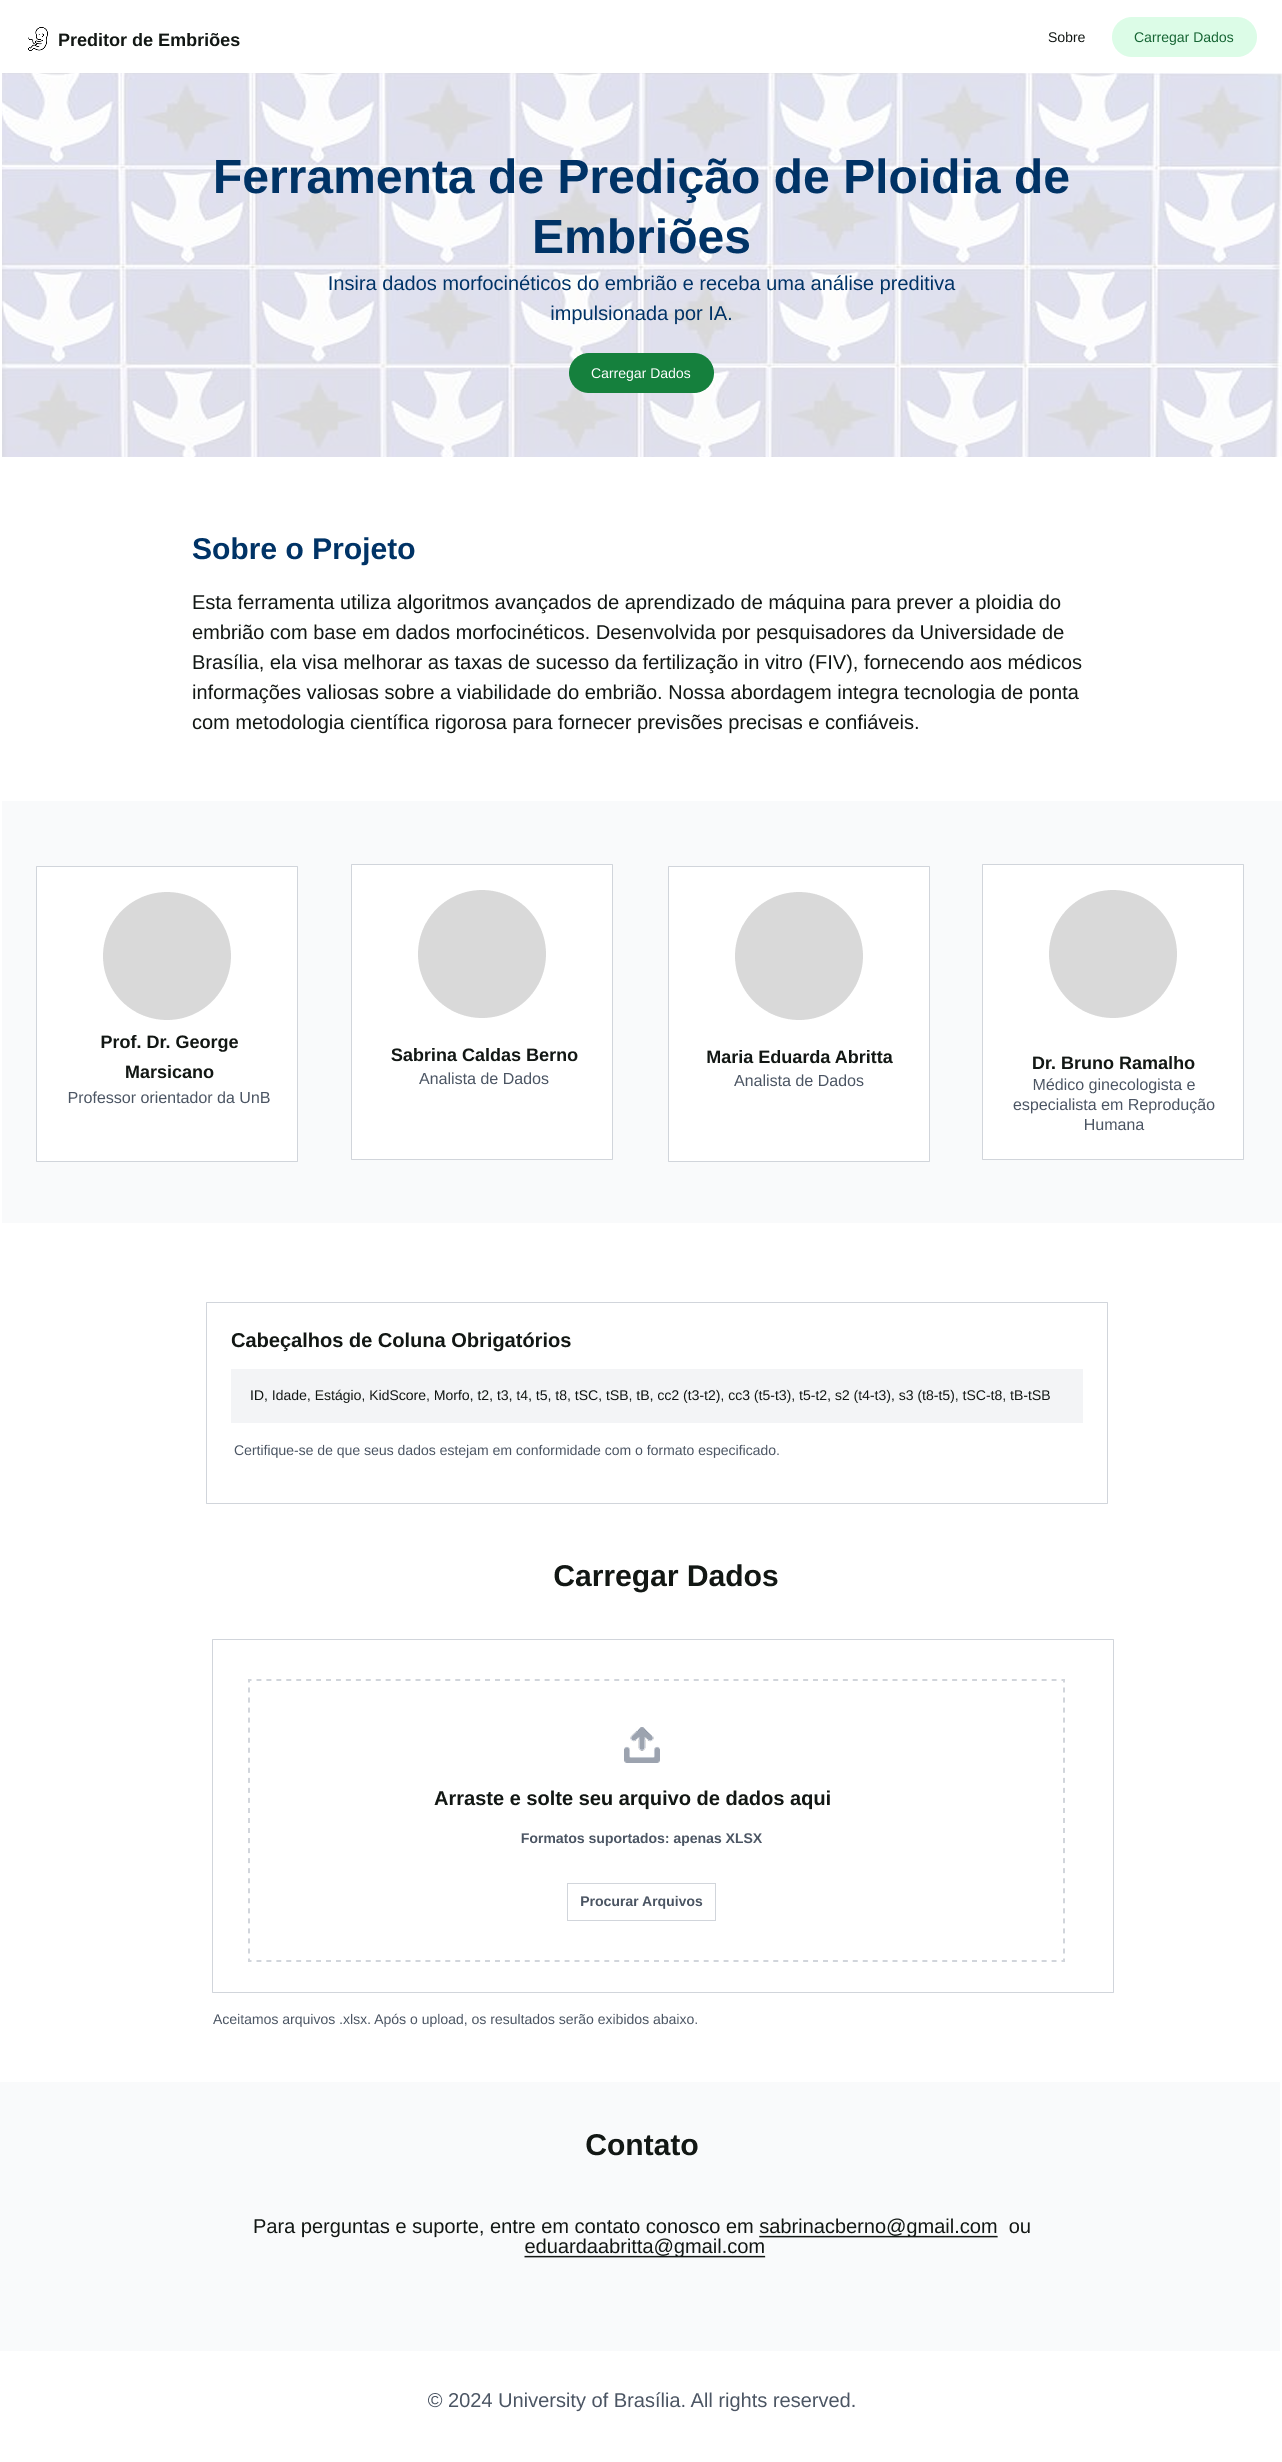 Preditor de Embriões
Sobre
Carregar Dados
Ferramenta de Predição de Ploidia de
Embriões
Insira dados morfocinéticos do embrião e receba uma análise preditiva
impulsionada por IA.
Carregar Dados
Sobre o Projeto
Esta ferramenta utiliza algoritmos avançados de aprendizado de máquina para prever a ploidia do
embrião com base em dados morfocinéticos. Desenvolvida por pesquisadores da Universidade de
Brasília, ela visa melhorar as taxas de sucesso da fertilização in vitro (FIV), fornecendo aos médicos
informações valiosas sobre a viabilidade do embrião. Nossa abordagem integra tecnologia de ponta
com metodologia científica rigorosa para fornecer previsões precisas e confiáveis.
Prof. Dr. George
Marsicano
Professor orientador da UnB
Sabrina Caldas Berno
Analista de Dados
Maria Eduarda Abritta
Analista de Dados
Dr. Bruno Ramalho
Médico ginecologista e
especialista em Reprodução
Humana
Cabeçalhos de Coluna Obrigatórios
ID, Idade, Estágio, KidScore, Morfo, t2, t3, t4, t5, t8, tSC, tSB, tB, cc2 (t3-t2), cc3 (t5-t3), t5-t2, s2 (t4-t3), s3 (t8-t5), tSC-t8, tB-tSB
Certifique-se de que seus dados estejam em conformidade com o formato especificado.
Carregar Dados
Arraste e solte seu arquivo de dados aqui
Formatos suportados: apenas XLSX
Procurar Arquivos
Aceitamos arquivos .xlsx. Após o upload, os resultados serão exibidos abaixo.
Contato
Para perguntas e suporte, entre em contato conosco em sabrinacberno@gmail.com ou
eduardaabritta@gmail.com
© 2024 University of Brasília. All rights reserved.